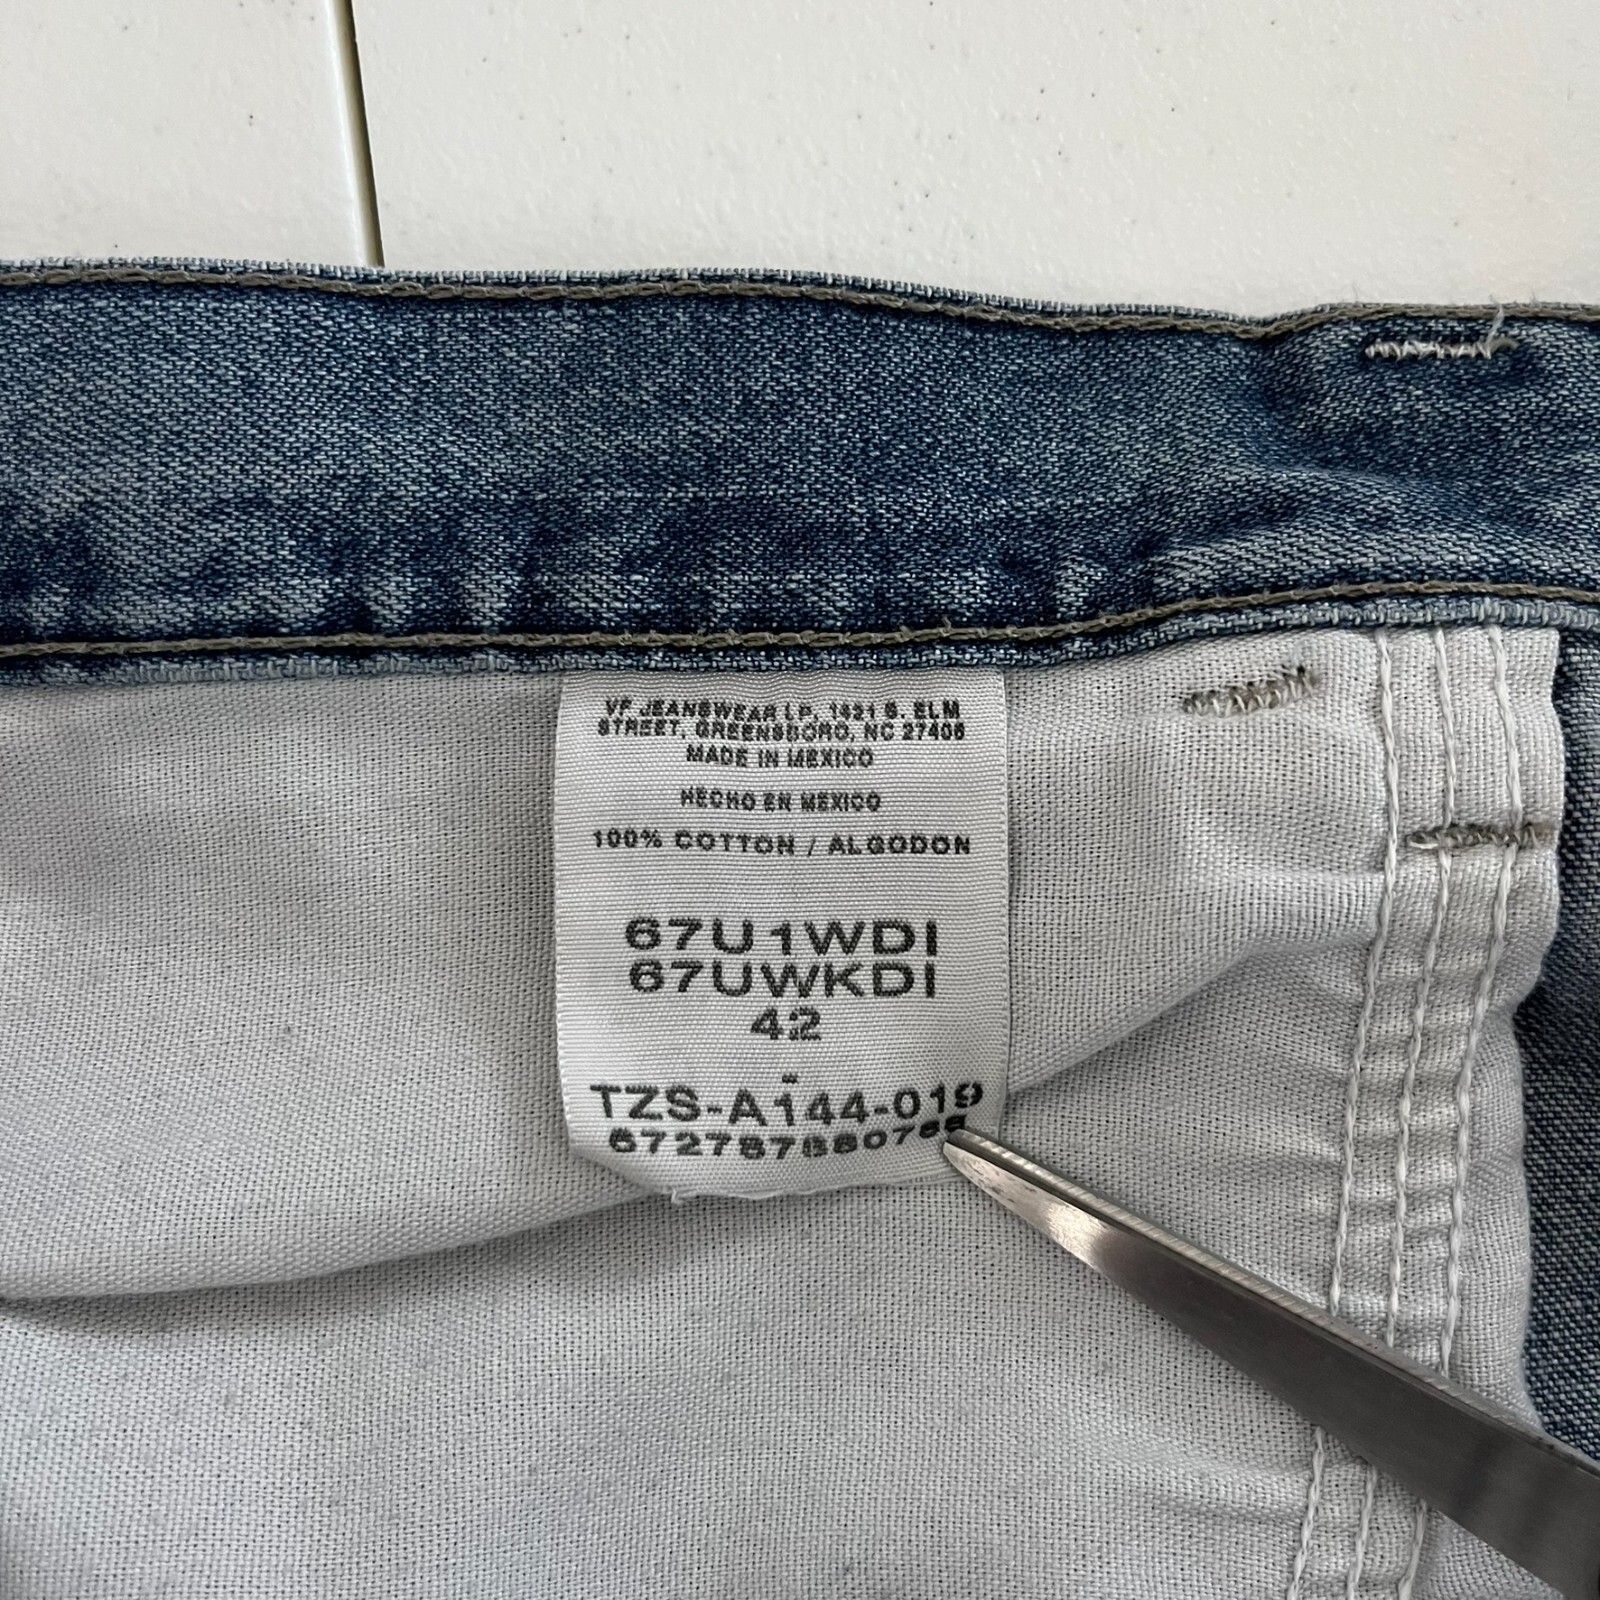 VF JEANSWEAR LP, 1421 S. ELM
STREET, GREENSBORO, NC 27406
MADE IN MEXICO
HECHO EN MEXICO
100% COTTON / ALGODON
67U1WDI
67UWKDI
42
-
TZS-A144-019